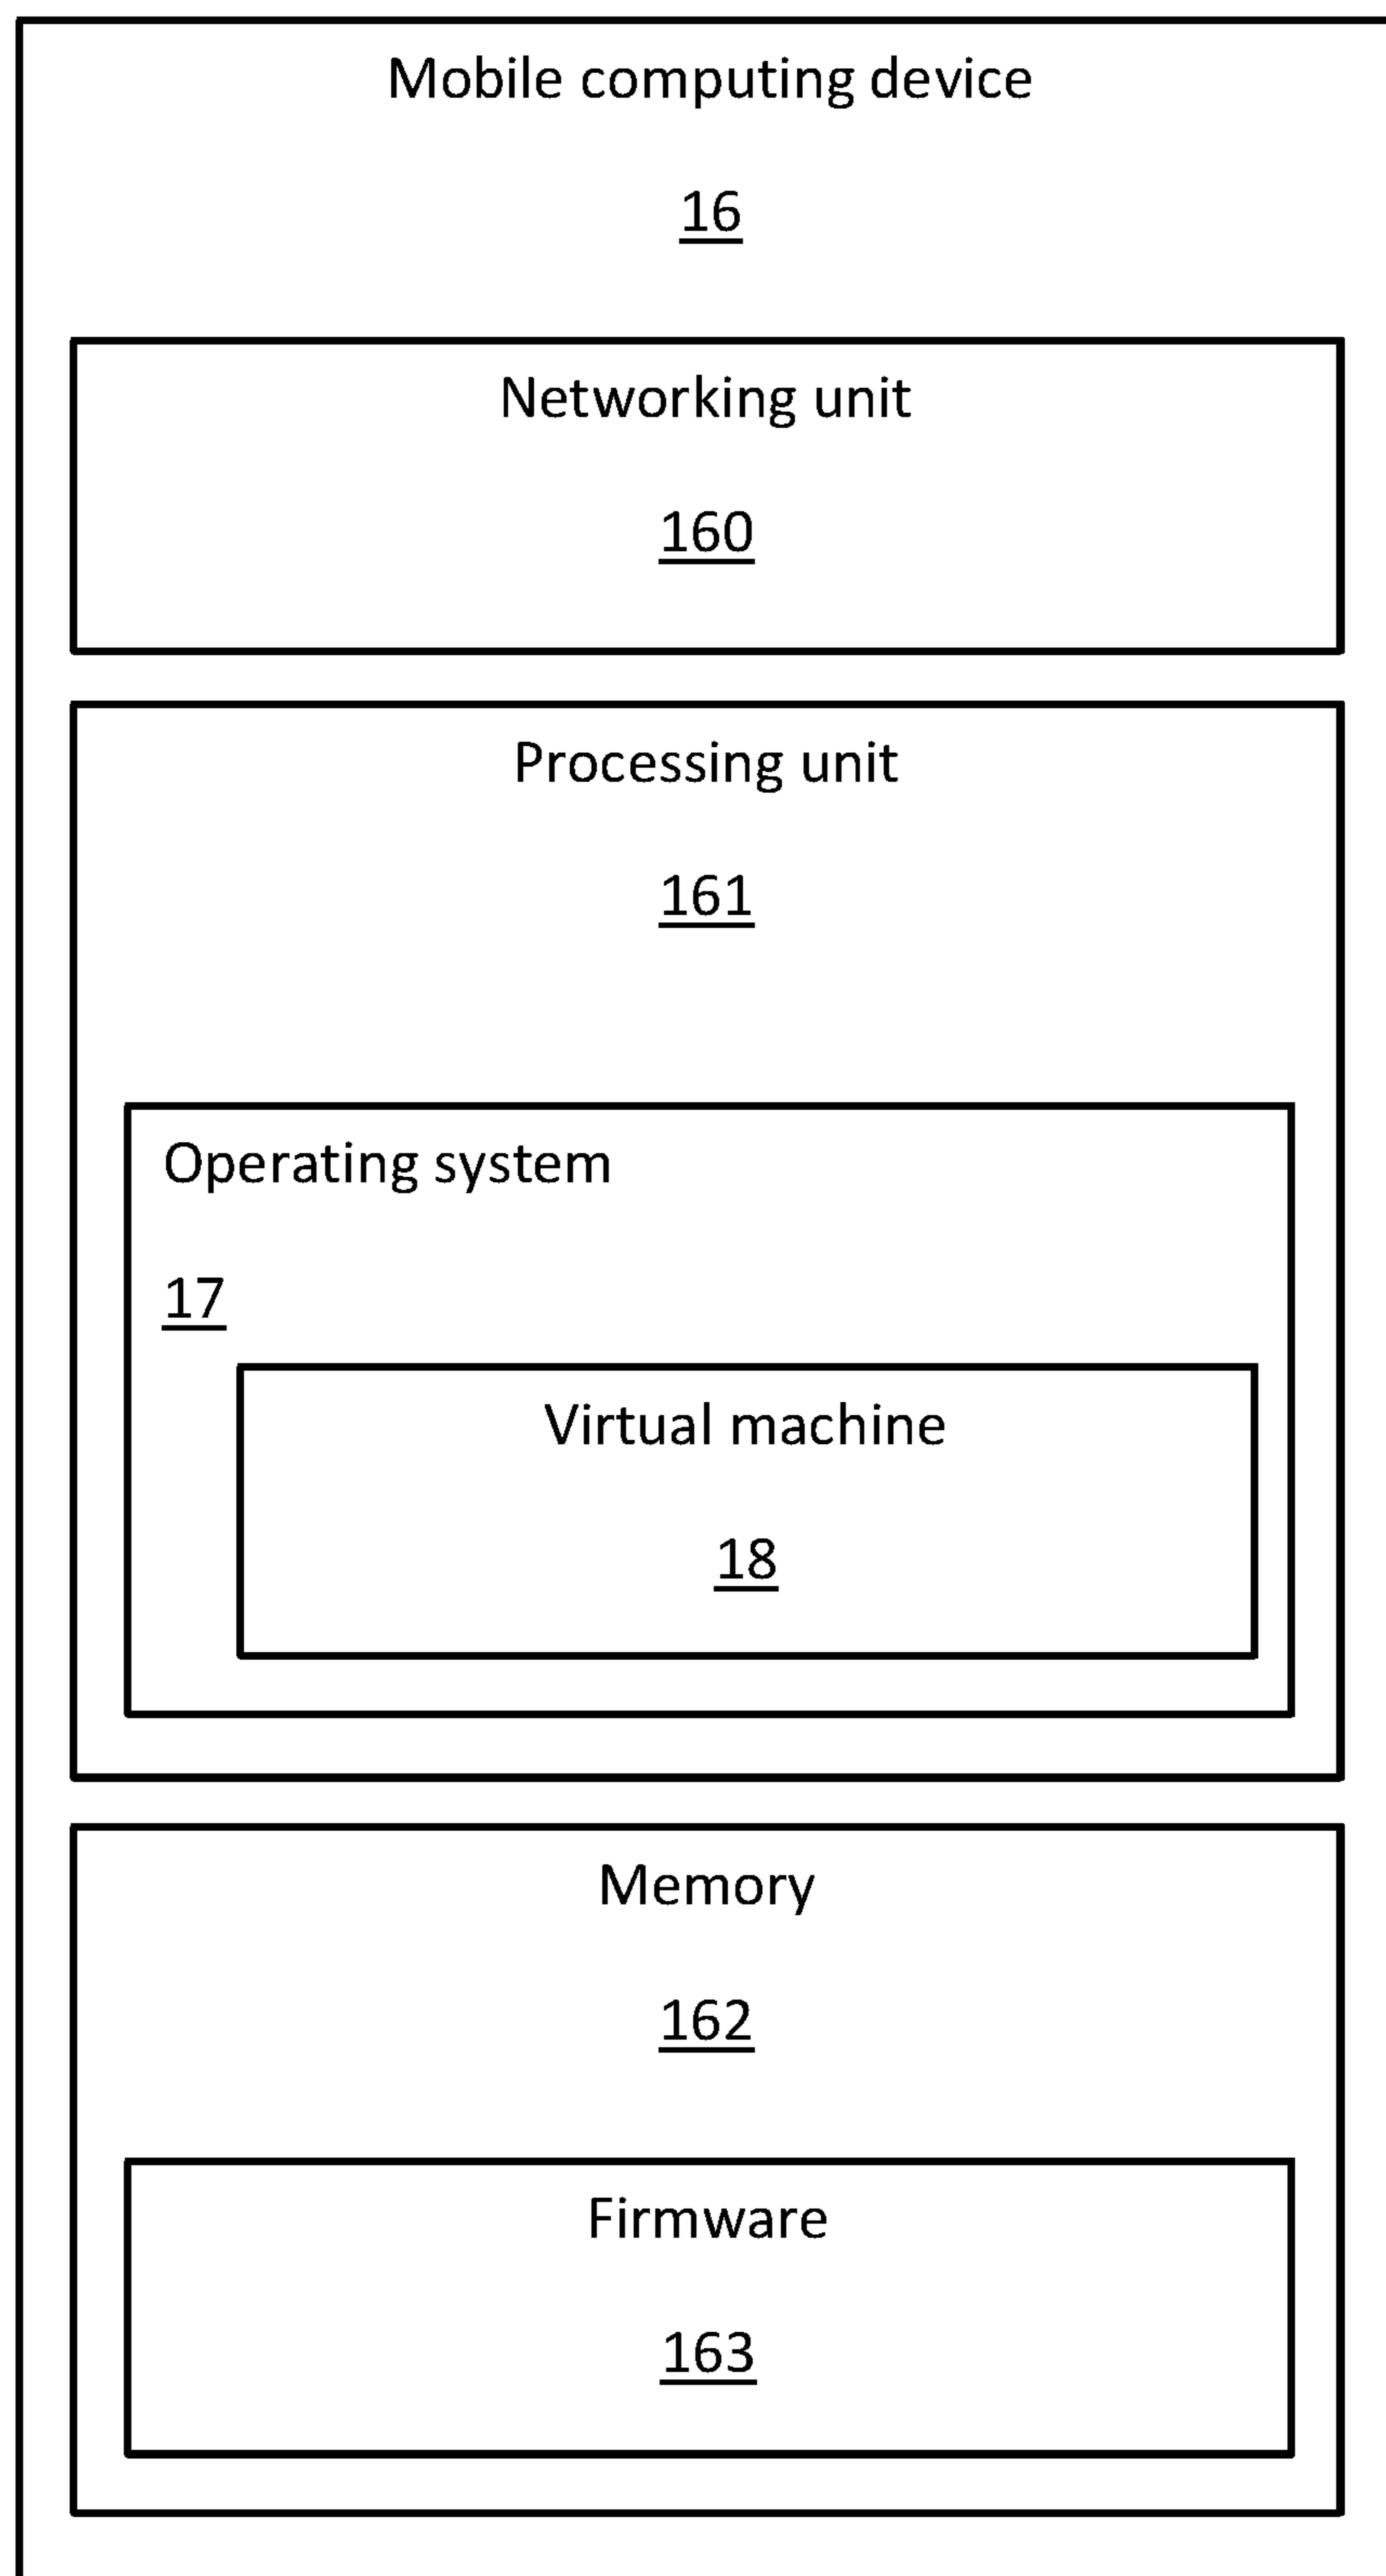 Mobile computing device
16
Networking unit
160
Processing unit
161
Operating system
17
Virtual machine
18
Memory
162
Firmware
163